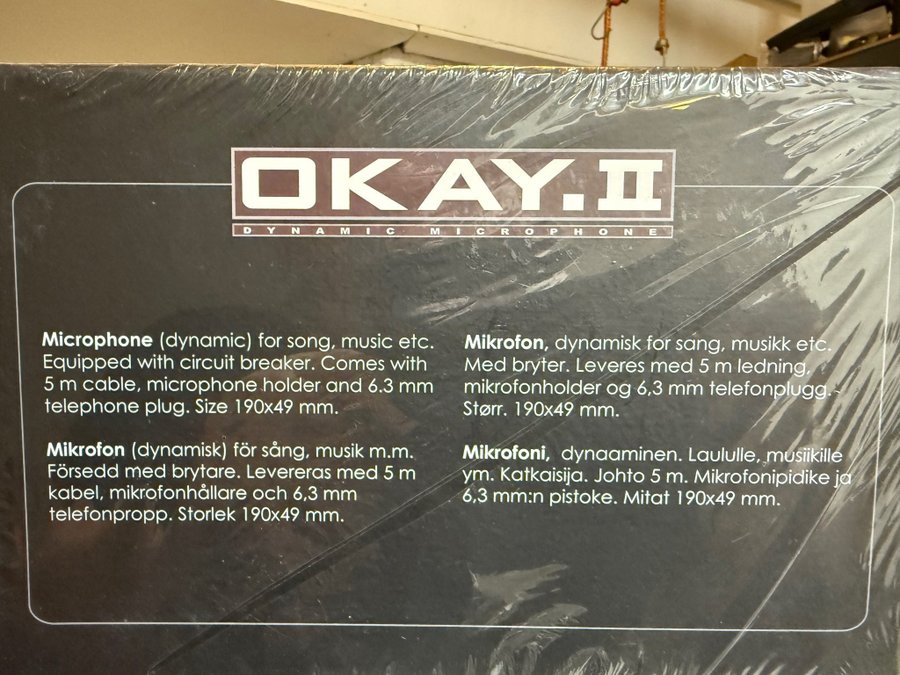 OKAY.II
DYNAMIC MICROPHONE
Microphone (dynamic) for song, music etc.
Equipped with circuit breaker. Comes with
5 m cable, microphone holder and 6.3 mm
telephone plug. Size 190x49 mm.
Mikrofon (dynamisk) för sång, musik m.m.
Försedd med brytare. Levereras med 5 m
kabel, mikrofonhållare och 6,3 mm
telefonpropp. Storlek 190x49 mm.
Mikrofon, dynamisk for sang, musikk etc.
Med bryter. Leveres med 5 m ledning,
mikrofonholder og 6,3 mm telefonplugg.
Størr. 190x49 mm.
Mikrofoni, dynaaminen. Laululle, musiikille
ym. Katkaisija. Johto 5 m. Mikrofonipidike ja
6,3 mm:n pistoke. Mitat 190x49 mm.